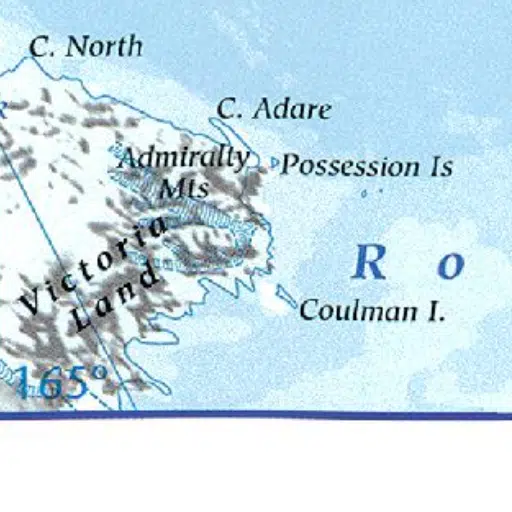 C. North
C. Adare
Admiralty
Mts
Possession Is
Victoria
Land
R o
Coulman I.
165°